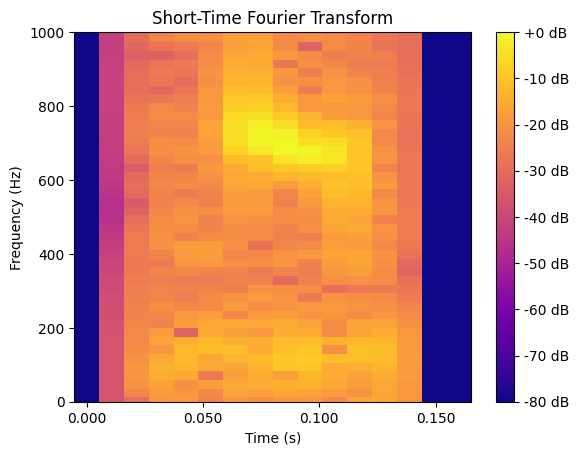 Short-Time Fourier Transform
1000
800
600
400
200
0
Frequency (Hz)
0.000
0.050
0.100
0.150
Time (s)
+0 dB
-10 dB
-20 dB
-30 dB
-40 dB
-50 dB
-60 dB
-70 dB
-80 dB